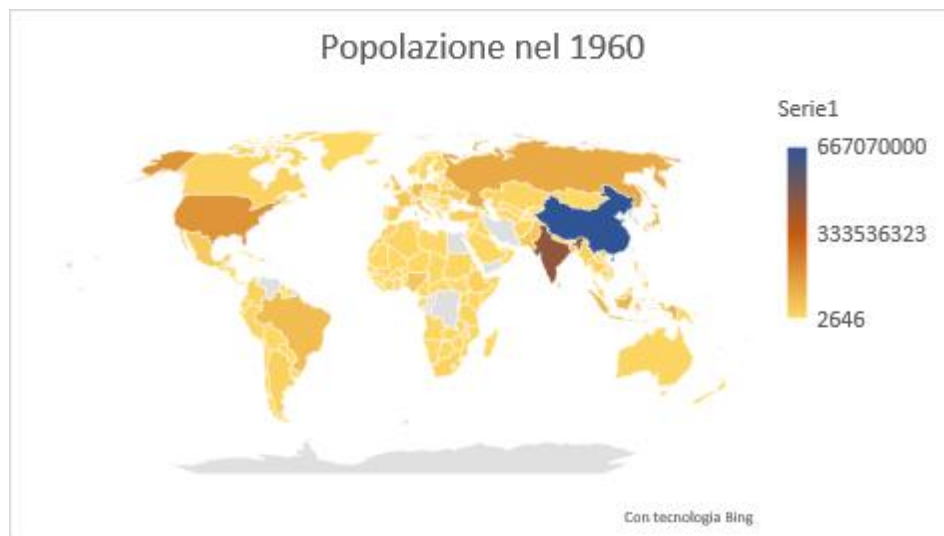 Popolazione nel 1960
Serie1
667070000
333536323
2646
Con tecnologia Bing